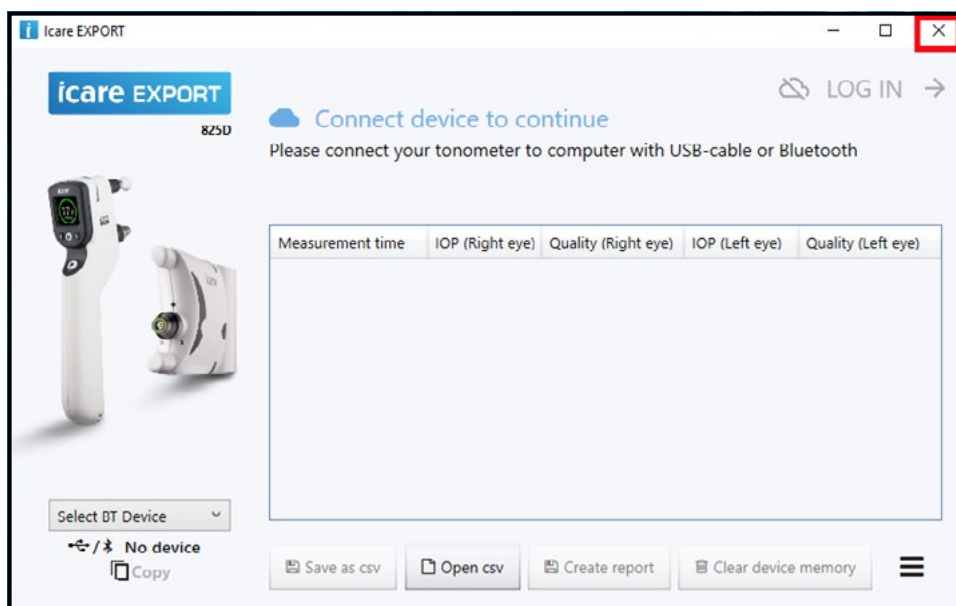 Icare EXPORT
icare EXPORT
825D
LOG IN
Connect device to continue
Please connect your tonometer to computer with USB-cable or Bluetooth
Measurement time IOP (Right eye) Quality (Right eye) IOP (Left eye) Quality (Left eye)
Select BT Device
/ No device
Copy
Save as csv Open csv Create report Clear device memory